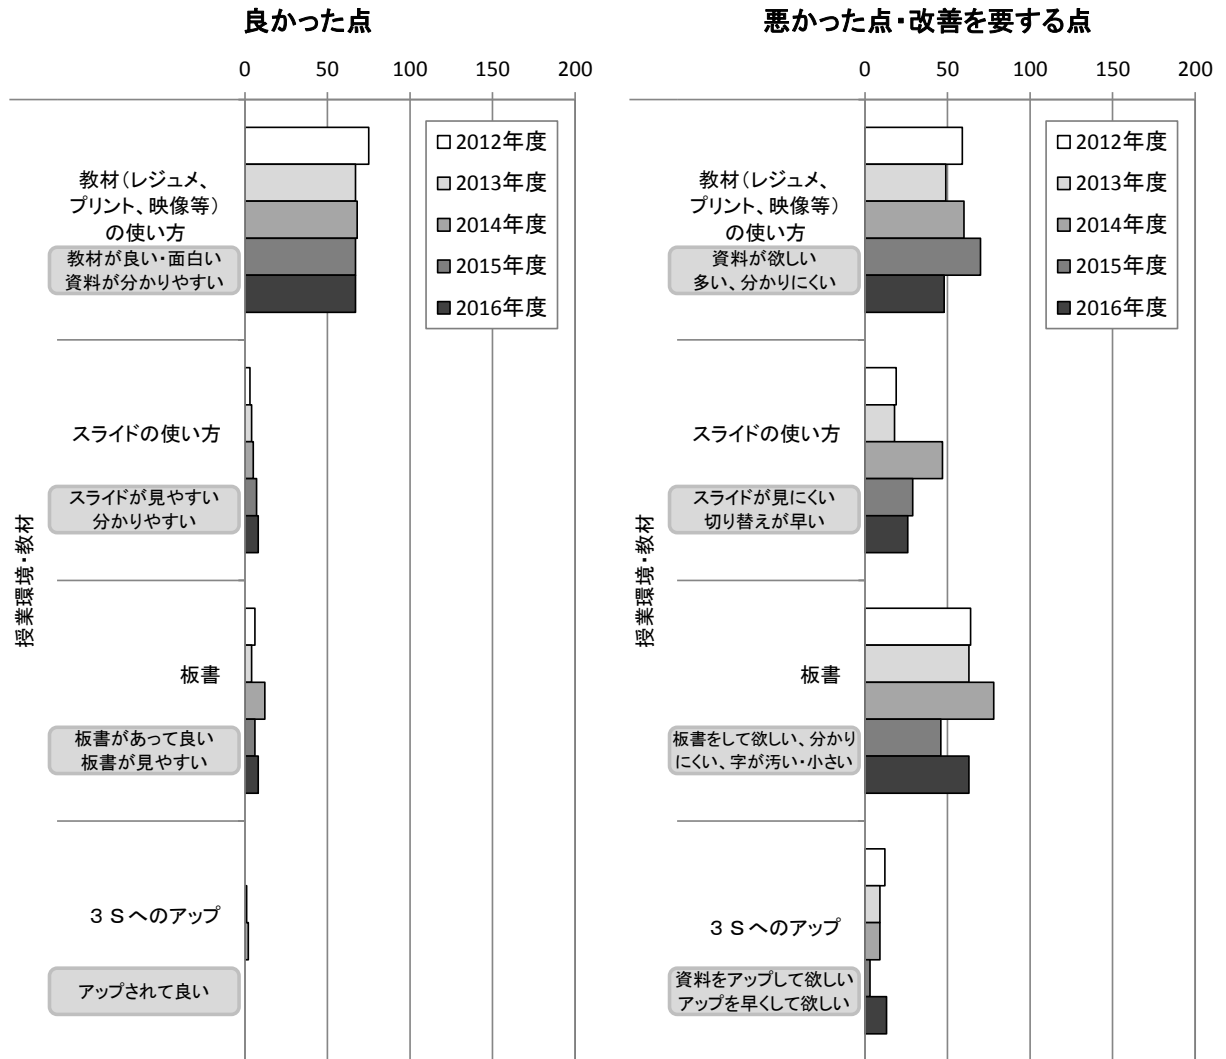 良かった点
0 50 100 150 200
2012年度
2013年度
2014年度
2015年度
2016年度
授業環境・教材
教材（レジュメ、
プリント、映像等）
の使い方
教材が良い・面白い
資料が分かりやすい
スライドの使い方
スライドが見やすい
分かりやすい
板書
板書があって良い
板書が見やすい
３Ｓへのアップ
アップされて良い
悪かった点・改善を要する点
0 50 100 150 200
2012年度
2013年度
2014年度
2015年度
2016年度
授業環境・教材
教材（レジュメ、
プリント、映像等）
の使い方
資料が欲しい
多い、分かりにくい
スライドの使い方
スライドが見にくい
切り替えが早い
板書
板書をして欲しい、分かり
にくい、字が汚い・小さい
３Ｓへのアップ
資料をアップして欲しい
アップを早くして欲しい